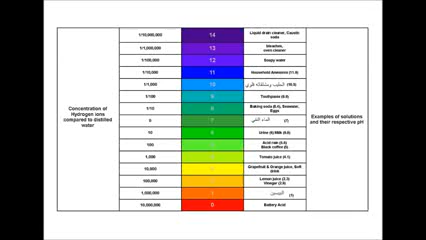 1/10,000,000 14 Liquid drain cleaner, Caustic
soda
1/1,000,000 13 bleaches,
oven cleaner
1/100,000 12 Soapy water
1/10,000 11 Household Ammonia (11.9)
1/1,000 10 (10.5)
1/100 9 Toothpaste (9.9)
1/10 8 Baking soda (8.4), Seawater,
Eggs
7 الماء النقي (7)
10 6 Urine (6) Milk (6.6)
100 Acid rain (5.6)
Black coffee (5)
1,000 Tomato juice (4.1)
10,000 Grapefruit & Orange juice, Soft
drink
100,000 Lemon juice (2.3)
Vinegar (2.9)
1,000,000 1
10,000,000 Battery Acid
Concentration of
Hydrogen ions
compared to distilled
water
Examples of solutions
and their respective pH